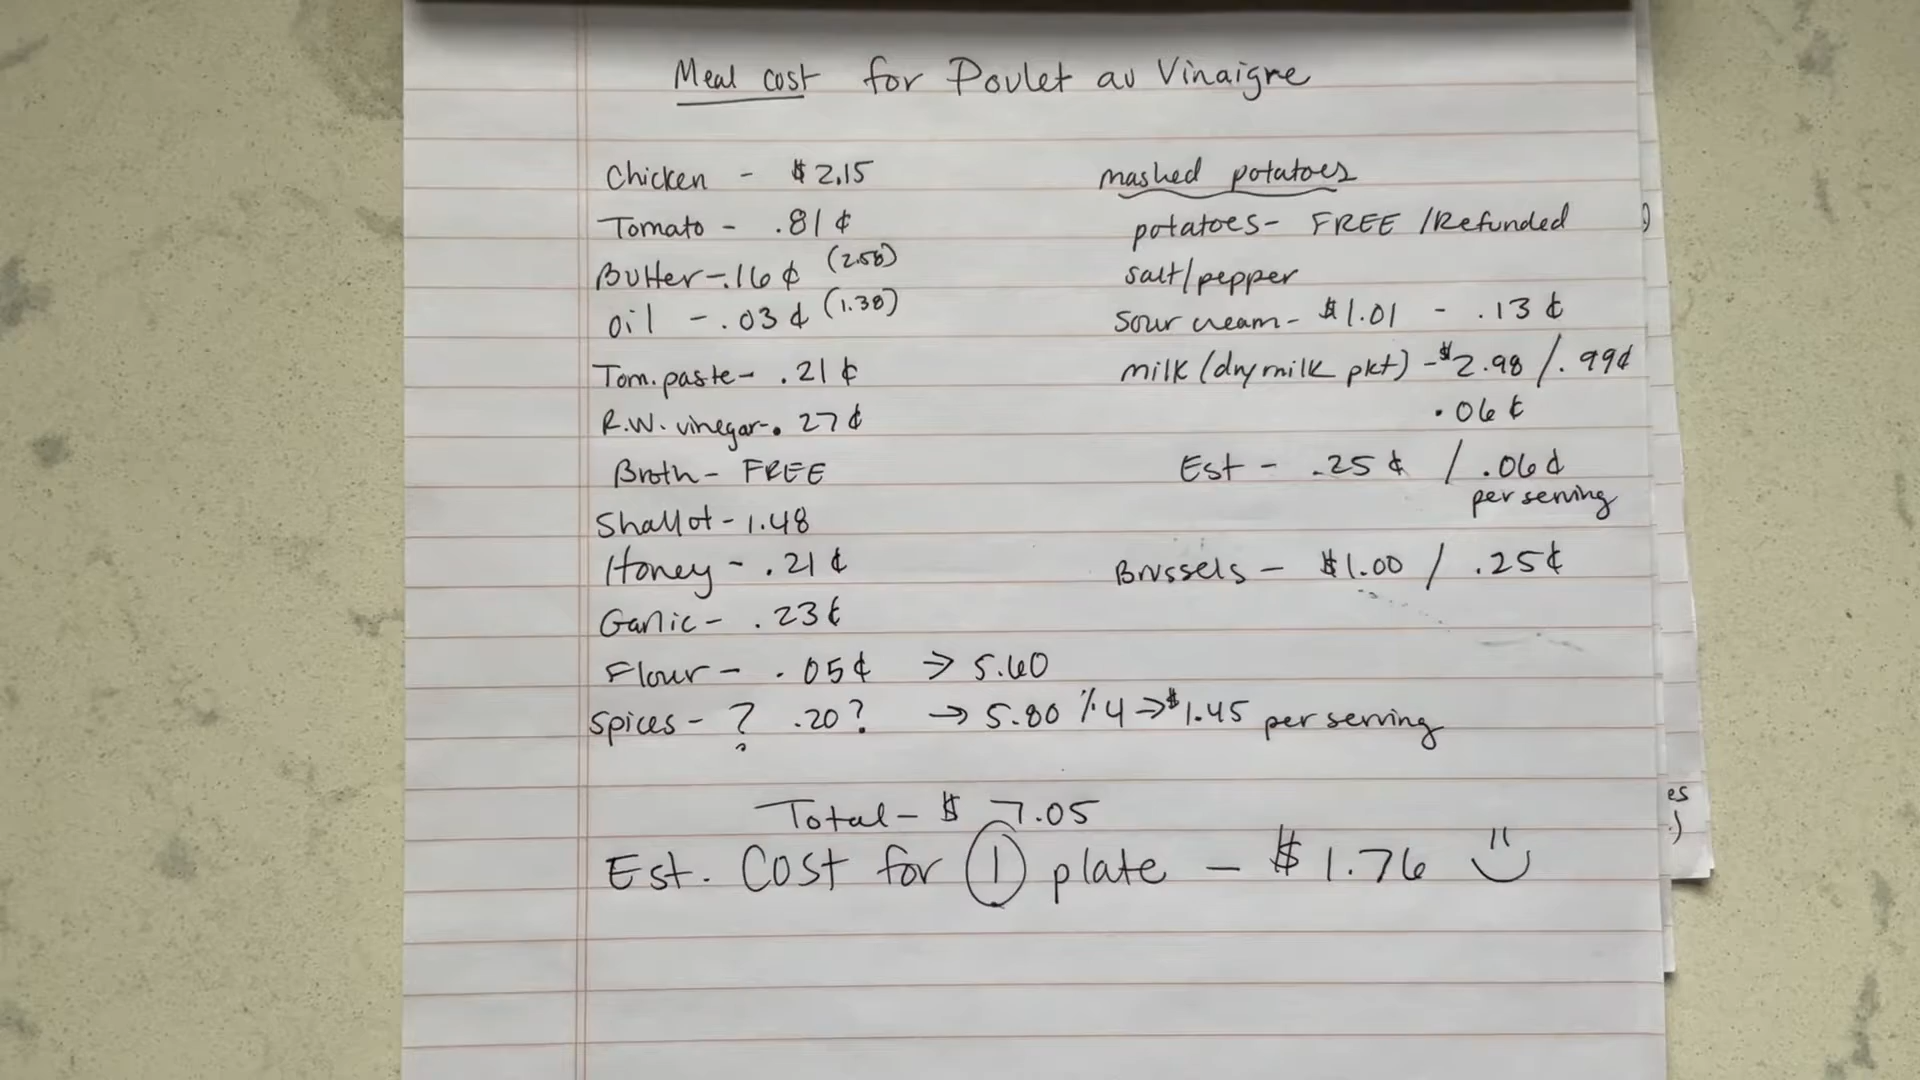 Meal cost for Poulet au Vinaigre
Chicken - $2.15
Tomato - .81¢
Butter - .16¢ (2.58)
Oil - .03¢ (1.38)
Tom. paste - .21¢
R.W. vinegar - .27¢
Broth - FREE
Shallot - 1.48
Honey - .21¢
Garlic - .23¢
Flour - .05¢ → 5.60
Spices - ? .20? → 5.80 ⁒ 4 → $1.45 per serving
mashed potatoes
potatoes - FREE / Refunded
salt/pepper
Sour cream - $1.01 - .13¢
milk (dry milk pkt) - $2.98 / .99¢
.06¢
Est - .25¢ / .06¢
per serving
Brussels - $1.00 / .25¢
Total - $ 7.05
Est. Cost for 1 plate - $1.76
es
.)